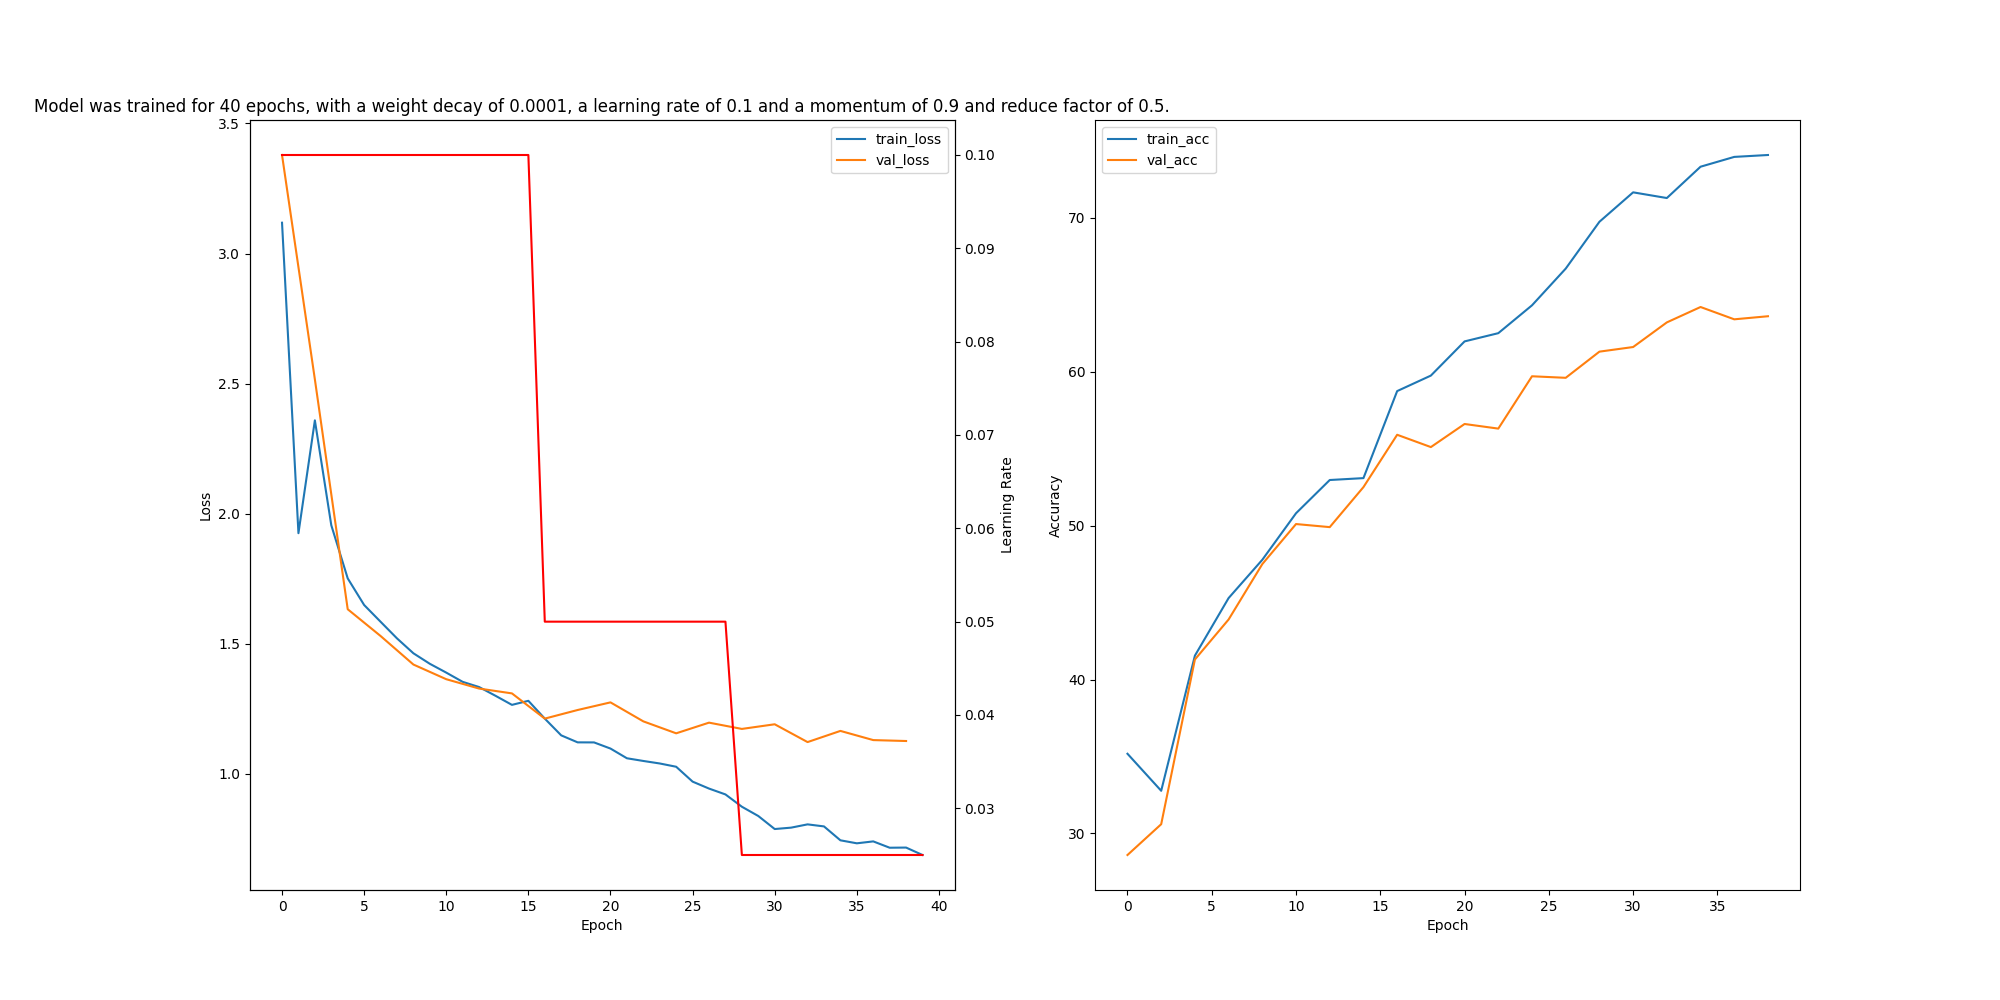 Model was trained for 40 epochs, with a weight decay of 0.0001, a learning rate of 0.1 and a momentum of 0.9 and reduce factor of 0.5.
3.5
3.0
2.5
2.0
1.5
1.0
Loss
train_loss
val_loss
0.10
0.09
0.08
0.07
0.06
0.05
0.04
0.03
Learning Rate
0 5 10 15 20 25 30 35 40
Epoch
train_acc
val_acc
70
60
50
40
30
Accuracy
0 5 10 15 20 25 30 35
Epoch